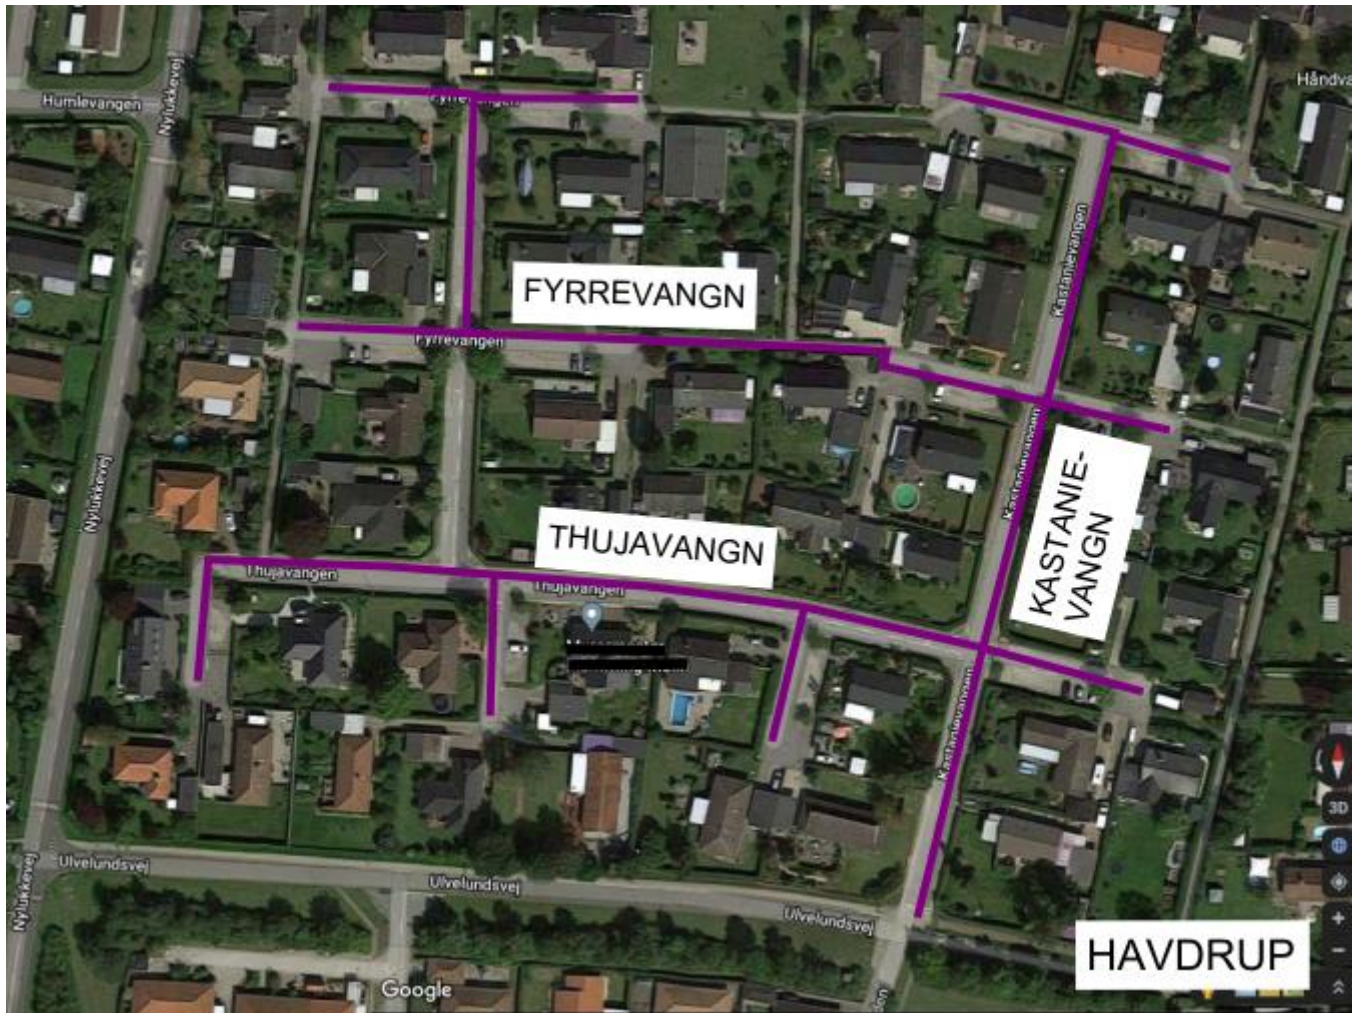 Humlevangen
Nylukkevej
Fyrrevangen
Håndva
Kastanievangen
FYRREVANGN
Fyrrevangen
Kastanievangen
KASTANIE-
VANGN
Nylukkevej
THUJAVANGN
Thujavangen
Thujavangen
Kastanievangen
3D
Nylukkevej
Ulvelundsvej
Ulvelundsvej
Ulvelundsvej
HAVDRUP
Google